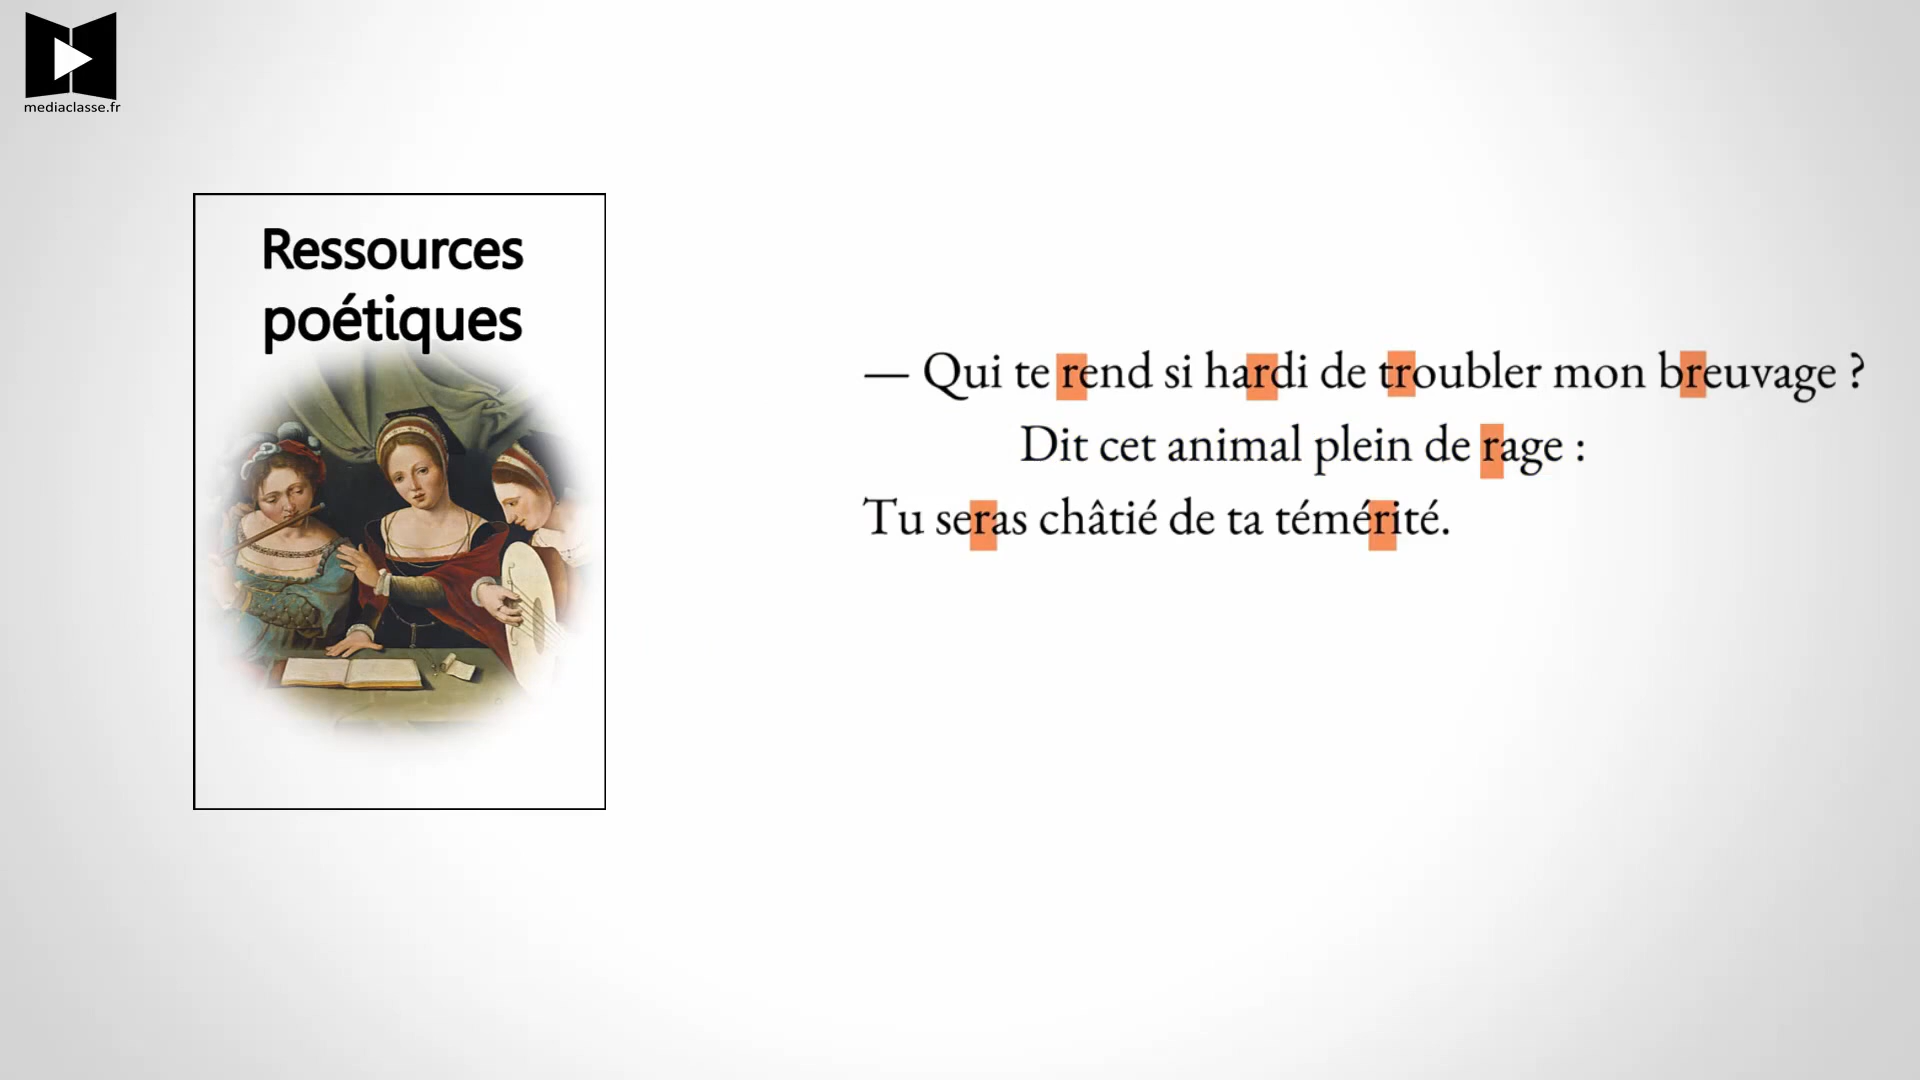 mediaclasse.fr
Ressources
poétiques
— Qui te rend si hardi de troubler mon breuvage ?
Dit cet animal plein de rage :
Tu seras châtié de ta témérité.